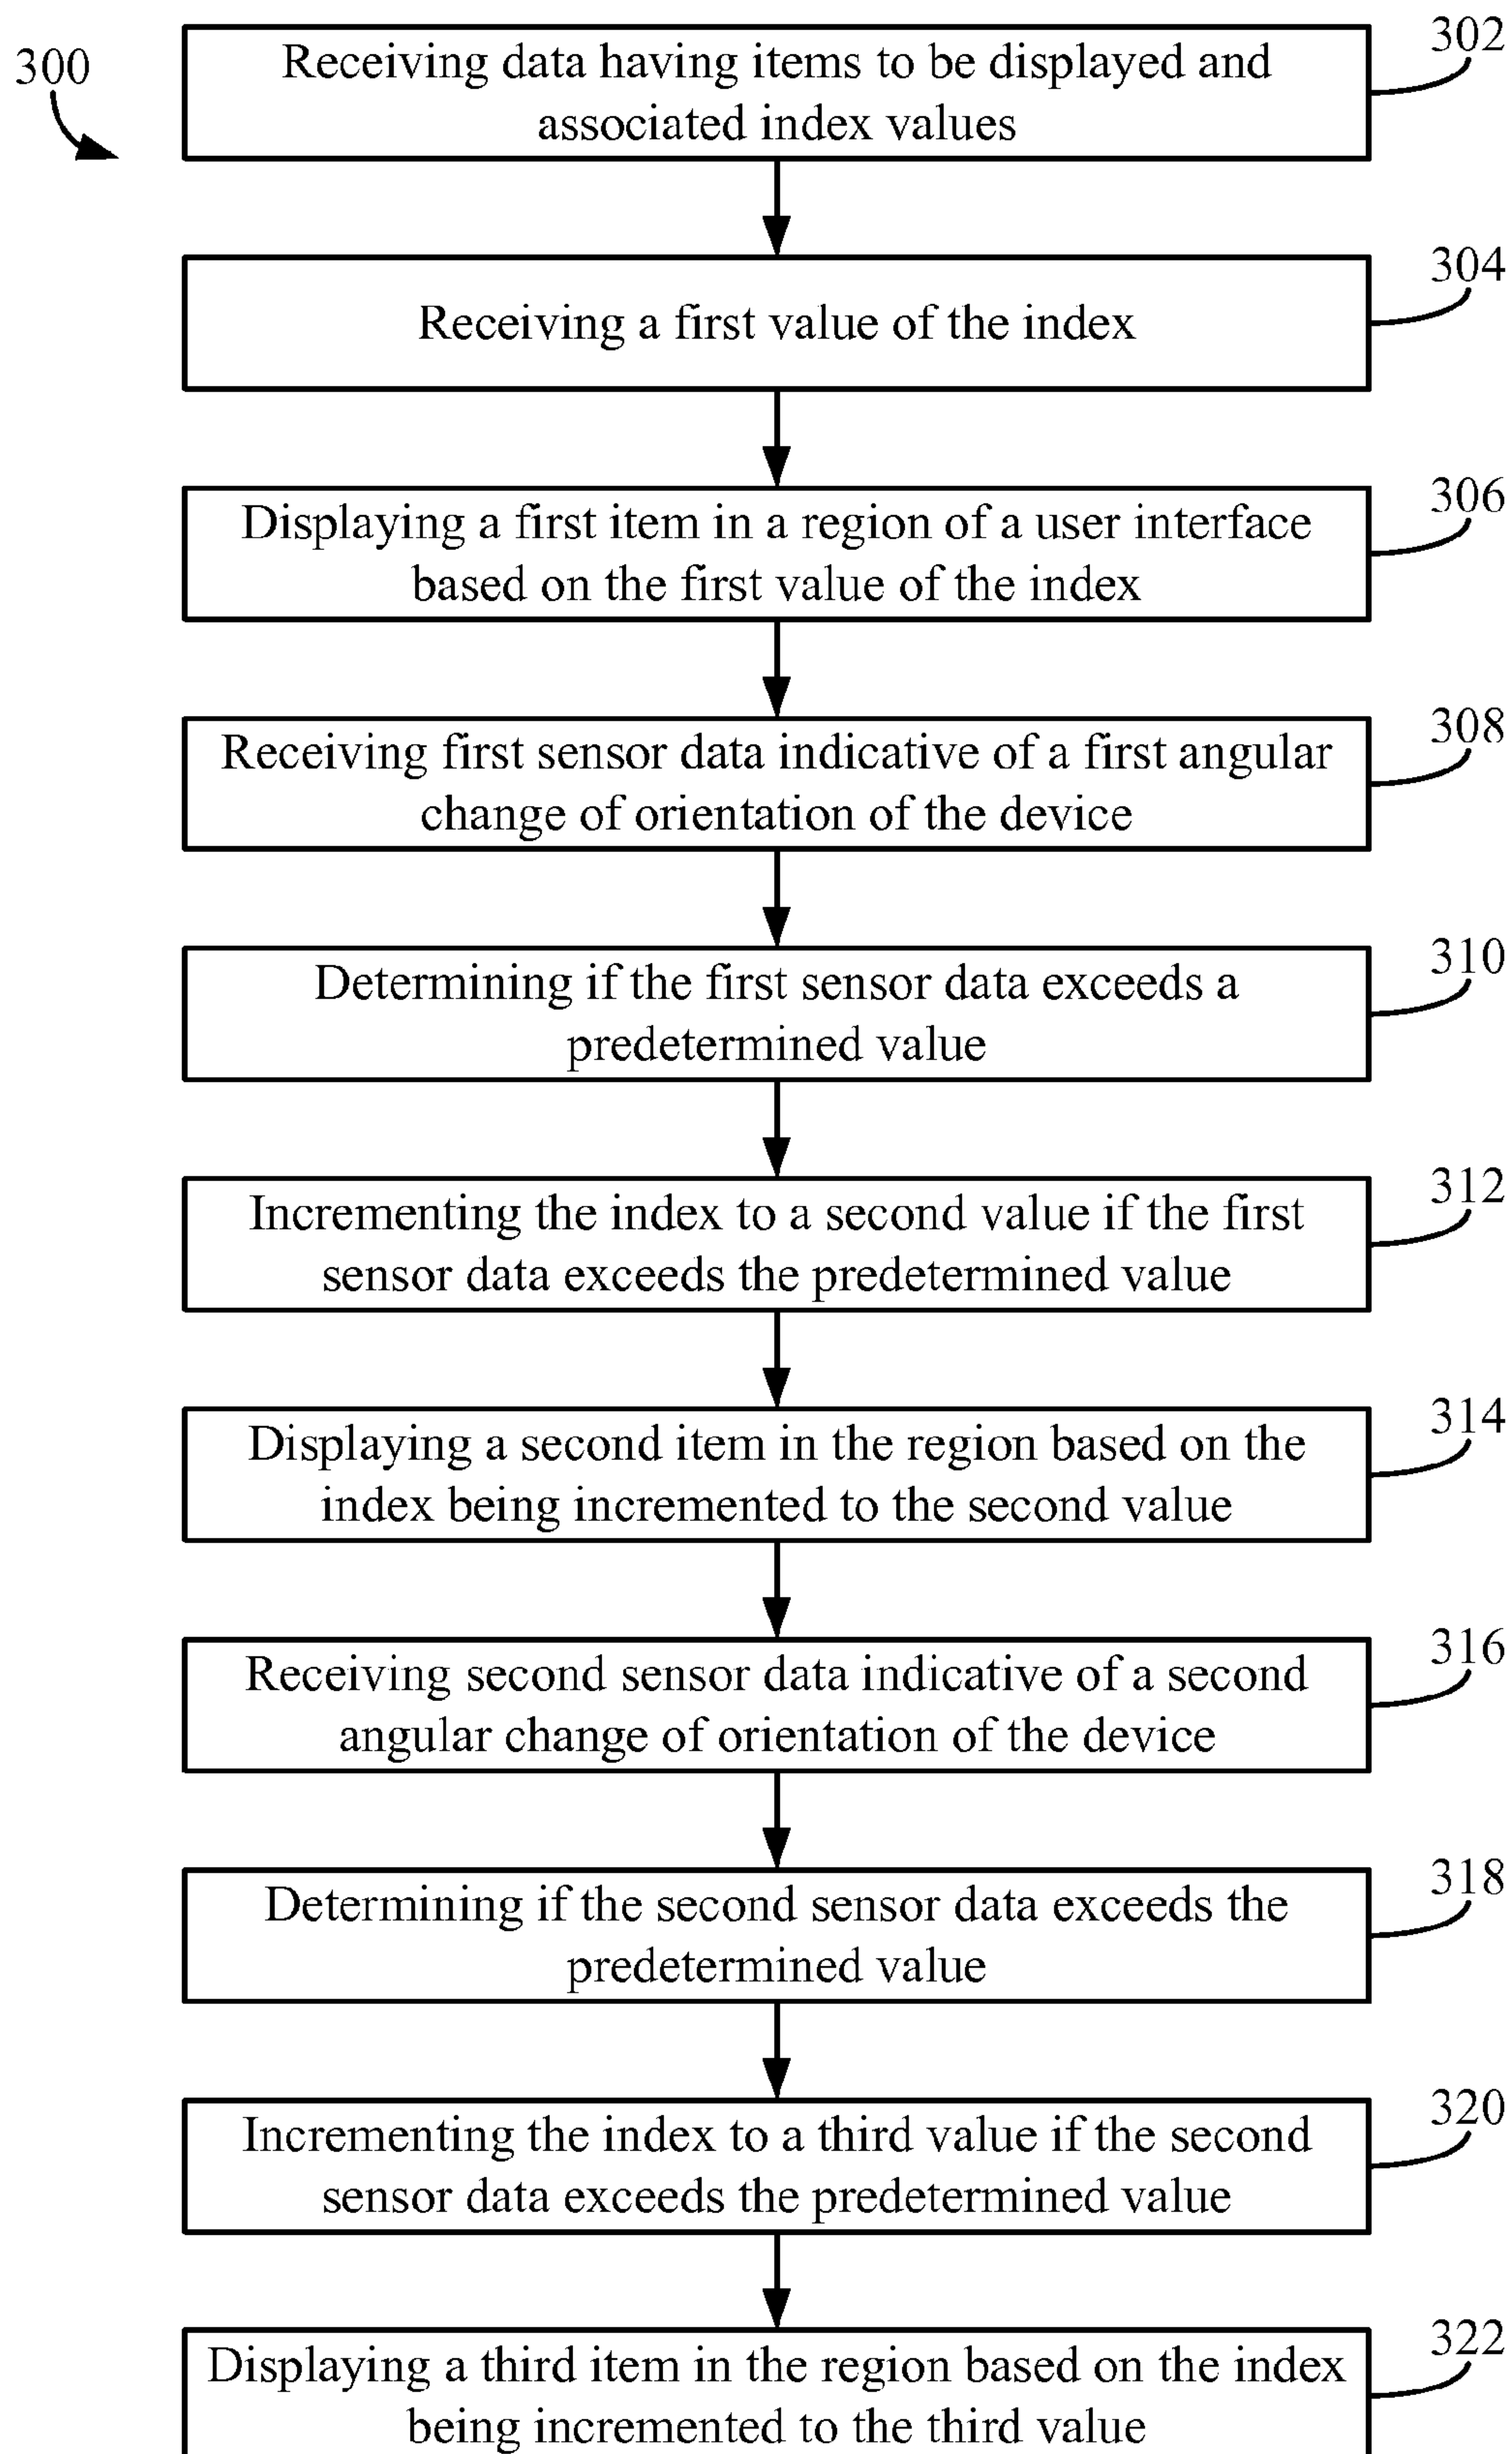 300
302
Receiving data having items to be displayed and
associated index values
304
Receiving a first value of the index
306
Displaying a first item in a region of a user interface
based on the first value of the index
308
Receiving first sensor data indicative of a first angular
change of orientation of the device
310
Determining if the first sensor data exceeds a
predetermined value
312
Incrementing the index to a second value if the first
sensor data exceeds the predetermined value
314
Displaying a second item in the region based on the
index being incremented to the second value
316
Receiving second sensor data indicative of a second
angular change of orientation of the device
318
Determining if the second sensor data exceeds the
predetermined value
320
Incrementing the index to a third value if the second
sensor data exceeds the predetermined value
322
Displaying a third item in the region based on the index
being incremented to the third value